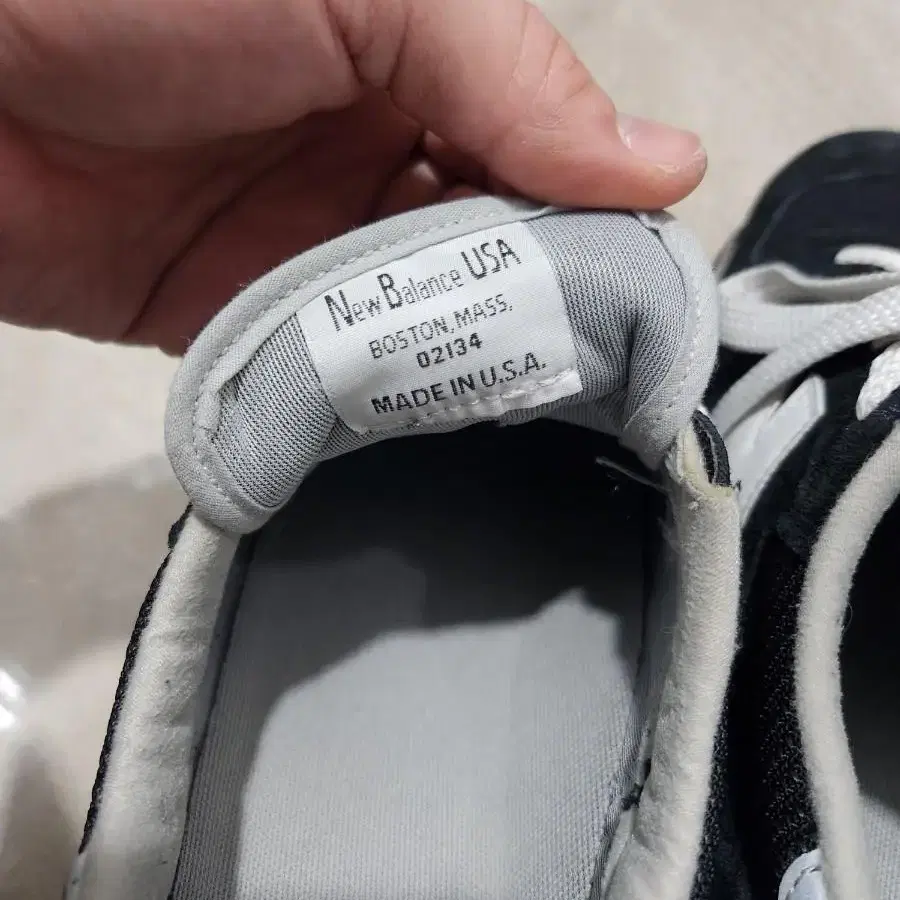 New Balance USA
BOSTON, MASS.
02134
MADE IN U.S.A.